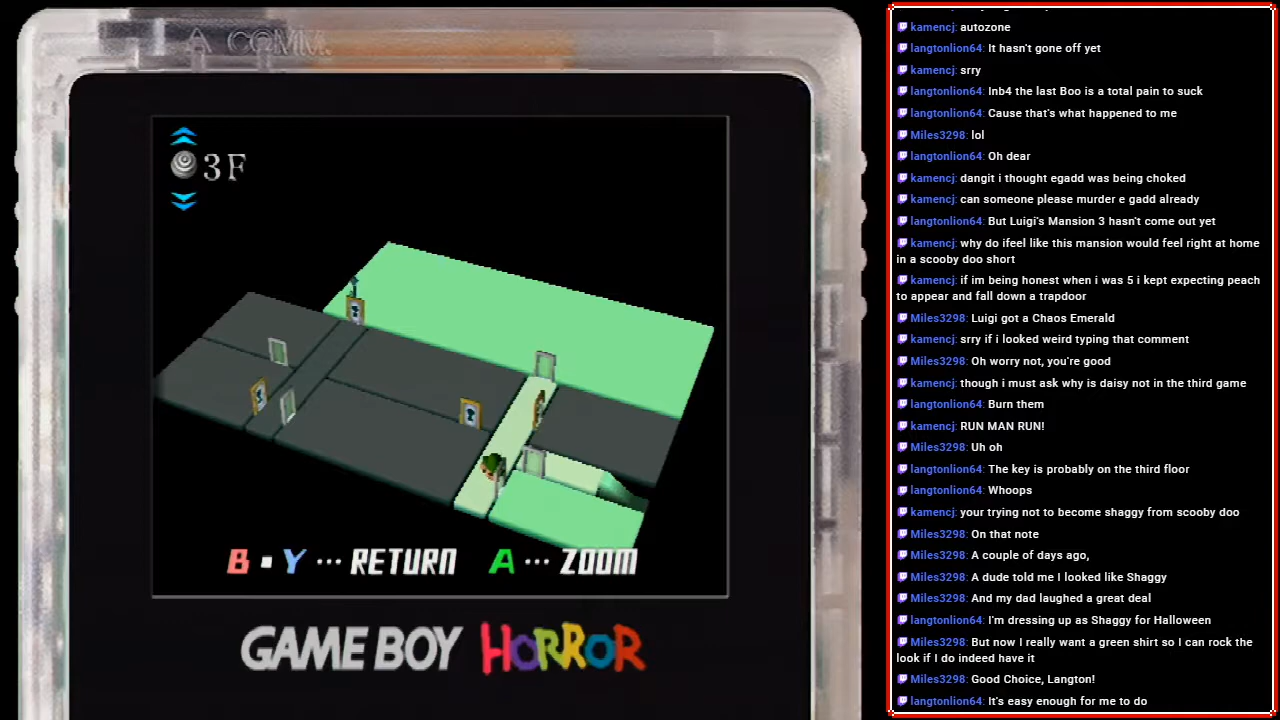 A COMM.
3F
B · Y ··· RETURN A ··· ZOOM
GAME BOY HORROR
kamencj: autozone
langtonlion64: It hasn't gone off yet
kamencj: srry
langtonlion64: Inb4 the last Boo is a total pain to suck
langtonlion64: Cause that's what happened to me
Miles3298: lol
langtonlion64: Oh dear
kamencj: dangit i thought egadd was being choked
kamencj: can someone please murder e gadd already
langtonlion64: But Luigi's Mansion 3 hasn't come out yet
kamencj: why do ifeel like this mansion would feel right at home
in a scooby doo short
kamencj: if im being honest when i was 5 i kept expecting peach
to appear and fall down a trapdoor
Miles3298: Luigi got a Chaos Emerald
kamencj: srry if i looked weird typing that comment
Miles3298: Oh worry not, you're good
kamencj: though i must ask why is daisy not in the third game
langtonlion64: Burn them
kamencj: RUN MAN RUN!
Miles3298: Uh oh
langtonlion64: The key is probably on the third floor
langtonlion64: Whoops
kamencj: your trying not to become shaggy from scooby doo
Miles3298: On that note
Miles3298: A couple of days ago,
Miles3298: A dude told me I looked like Shaggy
Miles3298: And my dad laughed a great deal
langtonlion64: I'm dressing up as Shaggy for Halloween
Miles3298: But now I really want a green shirt so I can rock the
look if I do indeed have it
Miles3298: Good Choice, Langton!
langtonlion64: It's easy enough for me to do